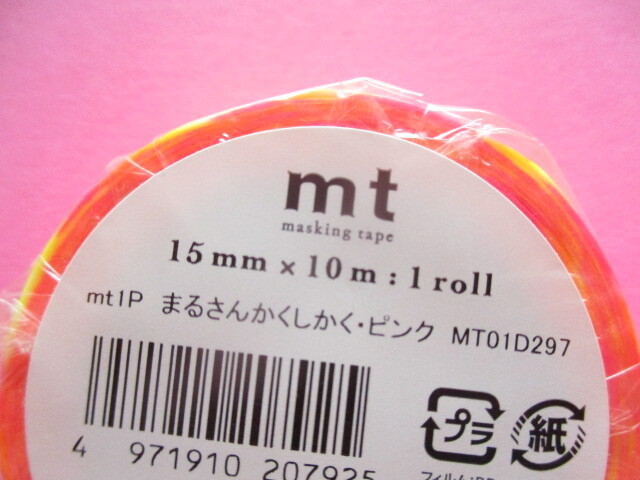 mt
masking tape
15mm × 10m : 1 roll
mt1P まるさんかくしかく・ピンク MT01D297
プラ 紙
4 971910 207925